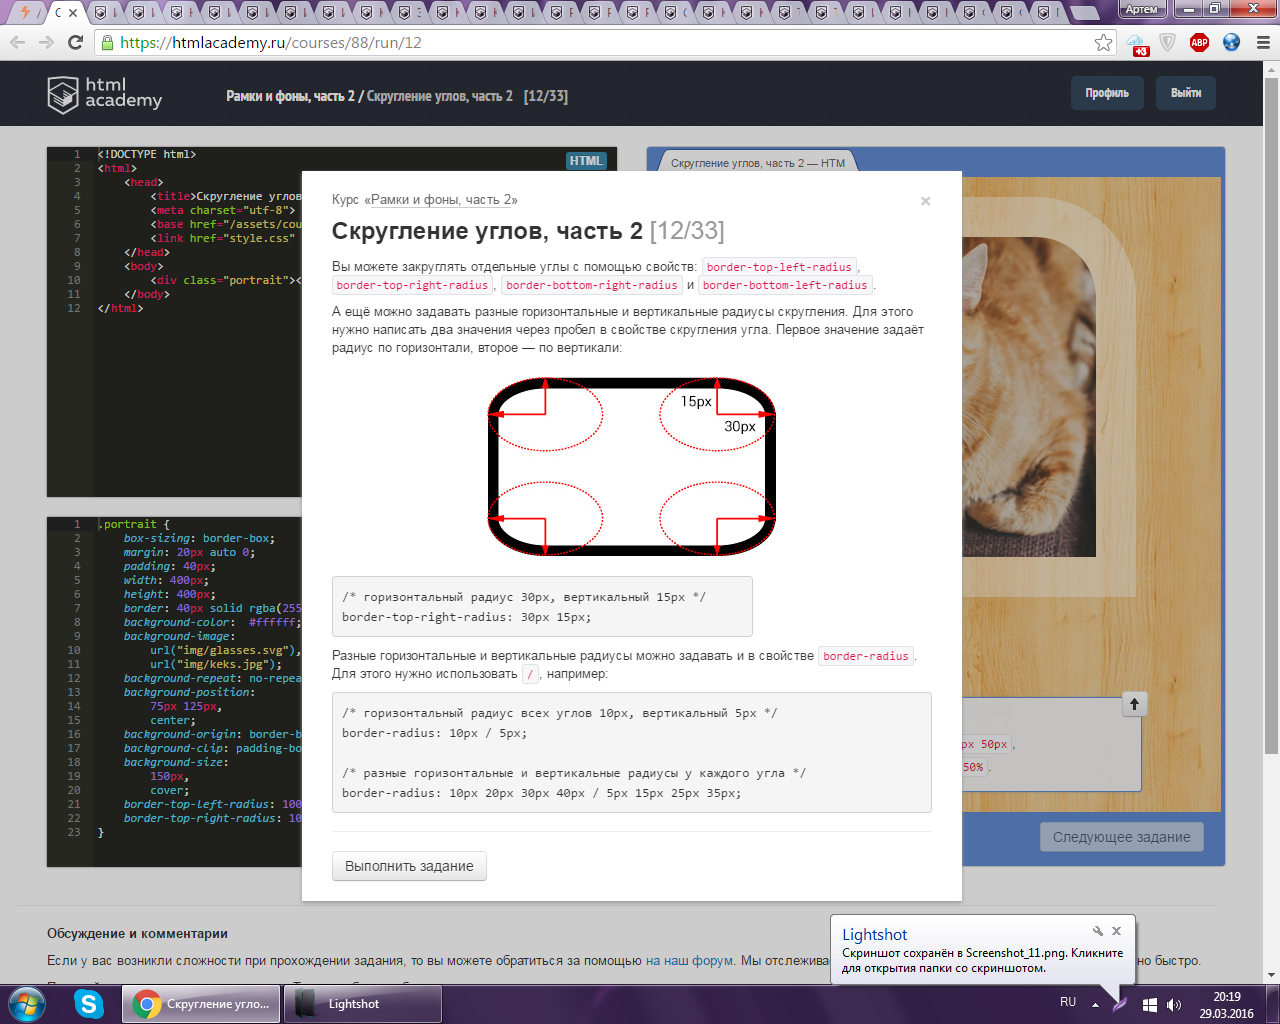 Артем
https://htmlacademy.ru/courses/88/run/12
+3
ABP
html
academy
Рамки и фоны, часть 2 / Скругление углов, часть 2 [12/33]
Профиль
Выйти
HTML
1 <!DOCTYPE html>
2 <html>
3 <head>
4 <title>Скругление углов
5 <meta charset="utf-8">
6 <base href="/assets/cou
7 <link href="style.css"
8 </head>
9 <body>
10 <div class="portrait"><
11 </body>
12 </html>
Скругление углов, часть 2 — HTM
Курс «Рамки и фоны, часть 2»
×
Скругление углов, часть 2 [12/33]
Вы можете закруглять отдельные углы с помощью свойств: border-top-left-radius,
border-top-right-radius, border-bottom-right-radius и border-bottom-left-radius.
А ещё можно задавать разные горизонтальные и вертикальные радиусы скругления. Для этого
нужно написать два значения через пробел в свойстве скругления угла. Первое значение задаёт
радиус по горизонтали, второе — по вертикали:
15px
30px
/* горизонтальный радиус 30px, вертикальный 15px */
border-top-right-radius: 30px 15px;
Разные горизонтальные и вертикальные радиусы можно задавать и в свойстве border-radius.
Для этого нужно использовать /, например:
/* горизонтальный радиус всех углов 10px, вертикальный 5px */
border-radius: 10px / 5px;
/* разные горизонтальные и вертикальные радиусы у каждого угла */
border-radius: 10px 20px 30px 40px / 5px 15px 25px 35px;
Выполнить задание
1 .portrait {
2 box-sizing: border-box;
3 margin: 20px auto 0;
4 padding: 40px;
5 width: 400px;
6 height: 400px;
7 border: 40px solid rgba(255
8 background-color: #ffffff;
9 background-image:
10 url("img/glasses.svg"),
11 url("img/keks.jpg");
12 background-repeat: no-repea
13 background-position:
14 75px 125px,
15 center;
16 background-origin: border-b
17 background-clip: padding-bo
18 background-size:
19 150px,
20 cover;
21 border-top-left-radius: 100
22 border-top-right-radius: 10
23 }
px 50px,
50%.
Следующее задание
Обсуждение и комментарии
Если у вас возникли сложности при прохождении задания, то вы можете обратиться за помощью на наш форум. Мы отслежива
но быстро.
Lightshot
Скриншот сохранён в Screenshot_11.png. Кликните
для открытия папки со скриншотом.
Скругление угло...
Lightshot
RU
20:19
29.03.2016